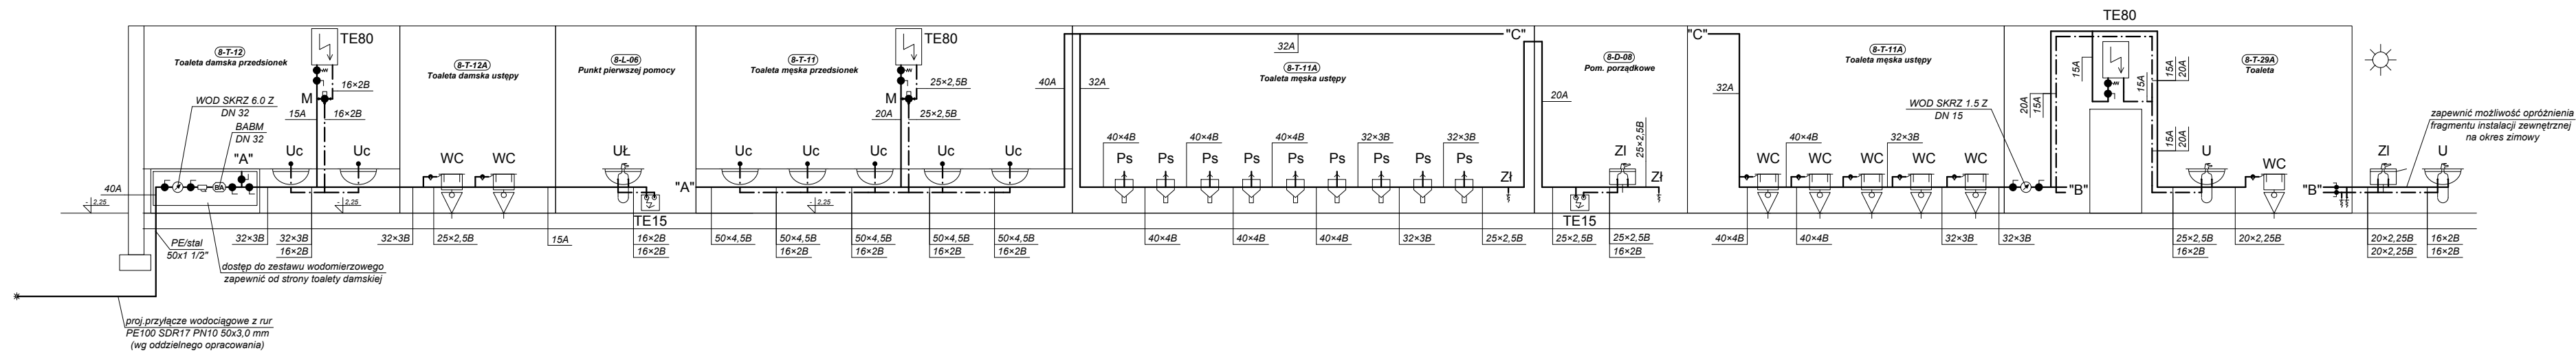 8-T-12
Toaleta damska przedsionek
TE80
WOD SKRZ 6.0 Z
DN 32
BABM
DN 32
"A"
M
16×2B
15A
16×2B
Uc
Uc
BA
40A
- 2,25
- 2,25
8-T-12A
Toaleta damska ustępy
WC
WC
8-L-06
Punkt pierwszej pomocy
UŁ
TE15
"A"
8-T-11
Toaleta męska przedsionek
TE80
M
25×2,5B
20A
25×2,5B
Uc
Uc
Uc
Uc
Uc
- 2,25
40A
32A
32A
"C"
8-T-11A
Toaleta męska ustępy
40×4B
40×4B
40×4B
32×3B
32×3B
Ps
Ps
Ps
Ps
Ps
Ps
Ps
Ps
Zł
8-D-08
Pom. porządkowe
20A
25×2,5B
Zl
Zł
TE15
"C"
32A
8-T-11A
Toaleta męska ustępy
40×4B
32×3B
WC
WC
WC
WC
WC
WOD SKRZ 1.5 Z
DN 15
"B"
TE80
20A
15A
15A
15A
15A
20A
15A
20A
8-T-29A
Toaleta
U
WC
"B"
Zl
U
zapewnić możliwość opróżnienia
fragmentu instalacji zewnętrznej
na okres zimowy
PE/stal
50x1 1/2"
32×3B
32×3B
16×2B
32×3B
25×2,5B
15A
16×2B
16×2B
50×4,5B
50×4,5B
16×2B
50×4,5B
16×2B
50×4,5B
16×2B
50×4,5B
16×2B
40×4B
40×4B
40×4B
32×3B
25×2,5B
25×2,5B
25×2,5B
16×2B
40×4B
40×4B
32×3B
32×3B
25×2,5B
16×2B
20×2,25B
20×2,25B
20×2,25B
16×2B
16×2B
dostęp do zestawu wodomierzowego
zapewnić od strony toalety damskiej
proj.przyłącze wodociągowe z rur
PE100 SDR17 PN10 50x3,0 mm
(wg oddzielnego opracowania)